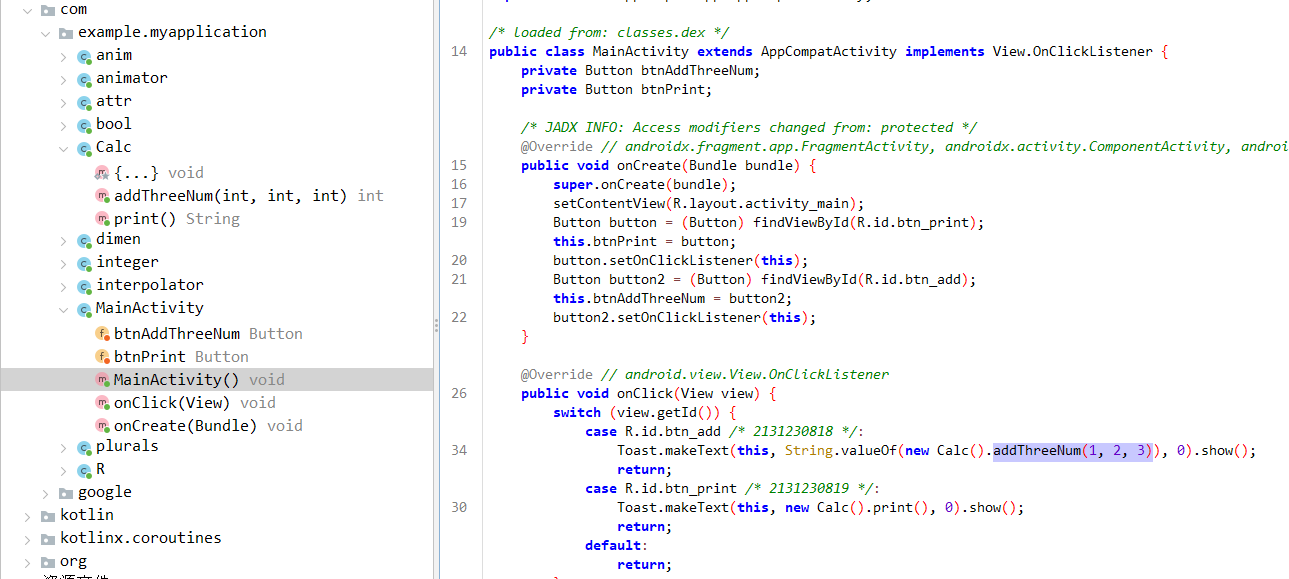 com
example.myapplication
anim
animator
attr
bool
Calc
{...} void
addThreeNum(int, int, int) int
print() String
dimen
integer
interpolator
MainActivity
btnAddThreeNum Button
btnPrint Button
MainActivity() void
onClick(View) void
onCreate(Bundle) void
plurals
R
google
kotlin
kotlinx.coroutines
org
资源文件
/* loaded from: classes.dex */
14 public class MainActivity extends AppCompatActivity implements View.OnClickListener {
private Button btnAddThreeNum;
private Button btnPrint;
/* JADX INFO: Access modifiers changed from: protected */
@Override // androidx.fragment.app.FragmentActivity, androidx.activity.ComponentActivity, androi
15 public void onCreate(Bundle bundle) {
16 super.onCreate(bundle);
17 setContentView(R.layout.activity_main);
19 Button button = (Button) findViewById(R.id.btn_print);
this.btnPrint = button;
20 button.setOnClickListener(this);
21 Button button2 = (Button) findViewById(R.id.btn_add);
this.btnAddThreeNum = button2;
22 button2.setOnClickListener(this);
}
@Override // android.view.View.OnClickListener
26 public void onClick(View view) {
switch (view.getId()) {
case R.id.btn_add /* 2131230818 */:
34 Toast.makeText(this, String.valueOf(new Calc().addThreeNum(1, 2, 3)), 0).show();
return;
case R.id.btn_print /* 2131230819 */:
30 Toast.makeText(this, new Calc().print(), 0).show();
return;
default:
return;